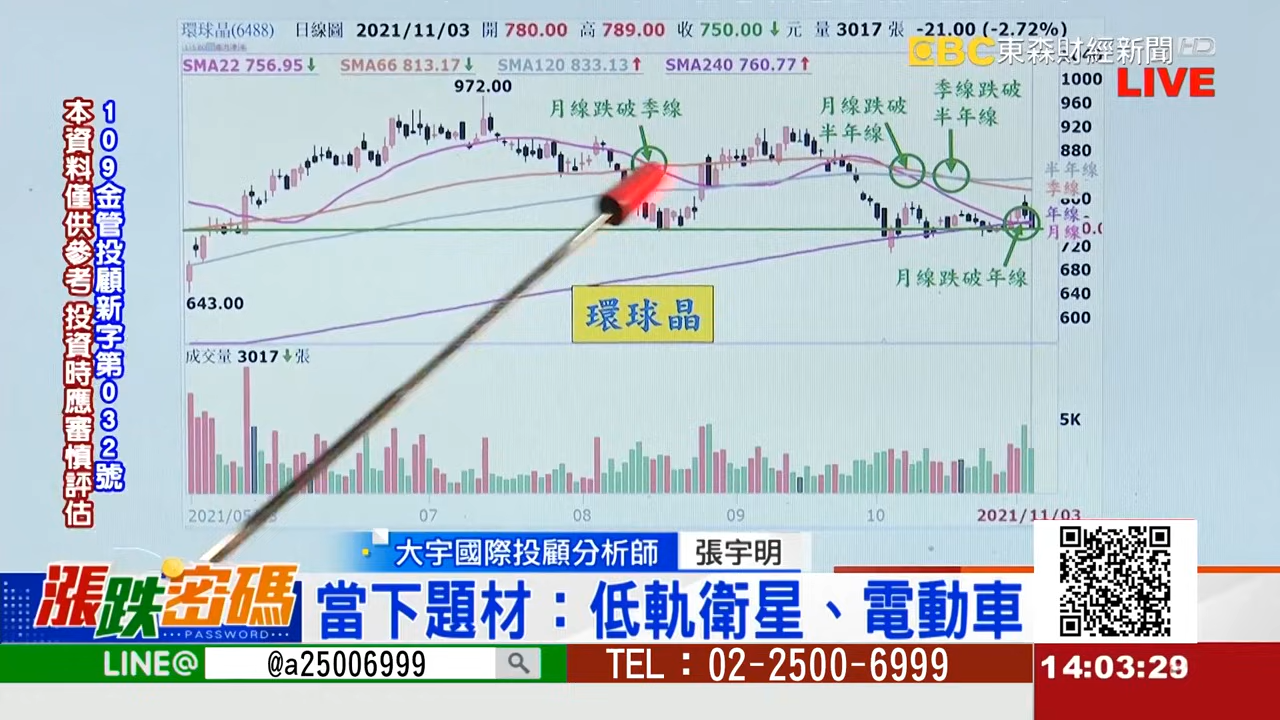 環球晶(6488) 日線圖 2021/11/03 開 780.00 高 789.00 收 750.00↓元 量 3017 張 -21.00 (-2.72%)
EBC東森財經新聞HD
LIVE
SMA22 756.95↓ SMA66 813.17↓ SMA120 833.13↑ SMA240 760.77↑
972.00
月線跌破季線
月線跌破
半年線
季線跌破
半年線
1000
960
920
880
半年線
季線
800
年線
月線
720
680
640
600
月線跌破年線
643.00
環球晶
成交量 3017↓張
5K
07 08 09 10 2021/11/03
109金管投顧新字第032號
本資料僅供參考 投資時應審慎評估
大宇國際投顧分析師 張宇明
漲跌密碼
PASSWORD
當下題材：低軌衛星、電動車
LINE@ @a25006999 TEL：02-2500-6999
14:03:29